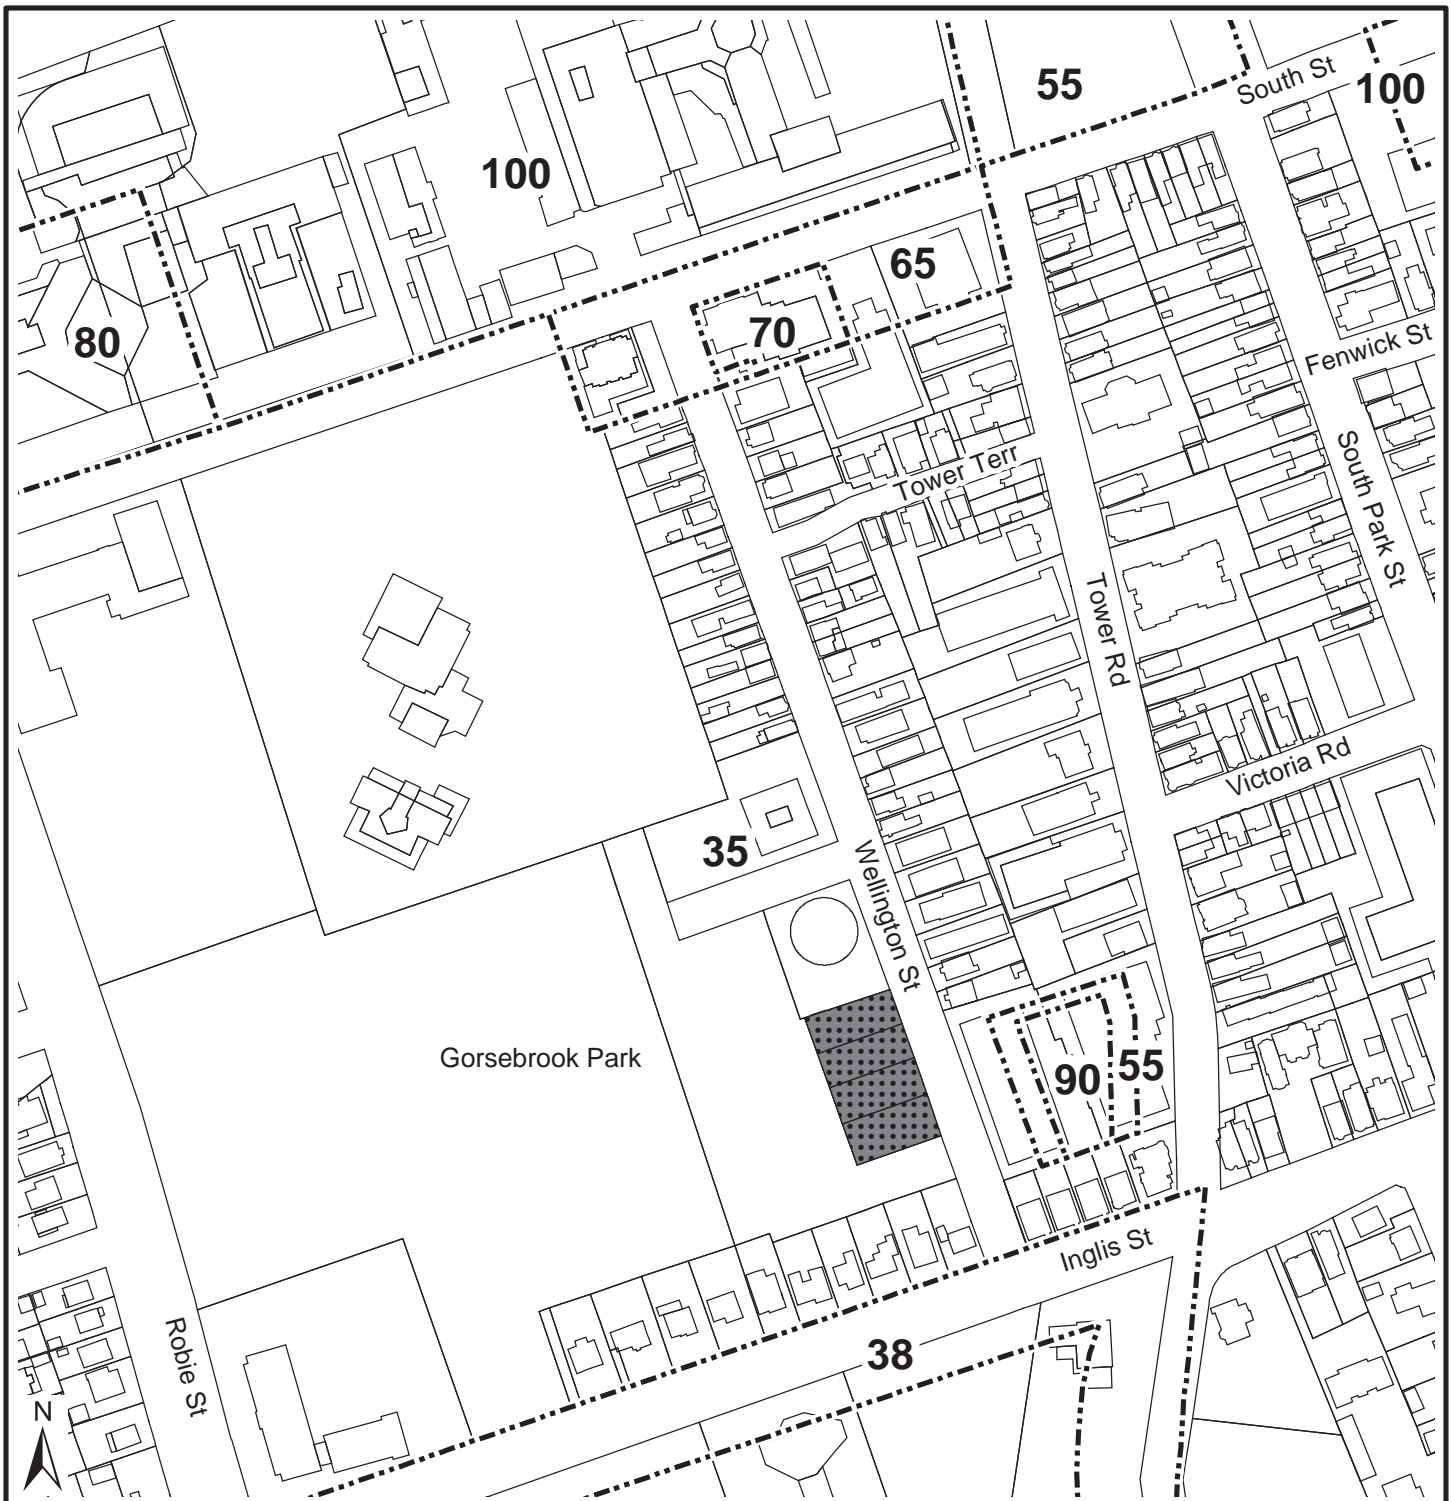 55
South St
100
100
65
70
80
Fenwick St
Tower Terr
South Park St
Tower Rd
Victoria Rd
35
Wellington St
Gorsebrook Park
90
55
Inglis St
38
Robie St
N